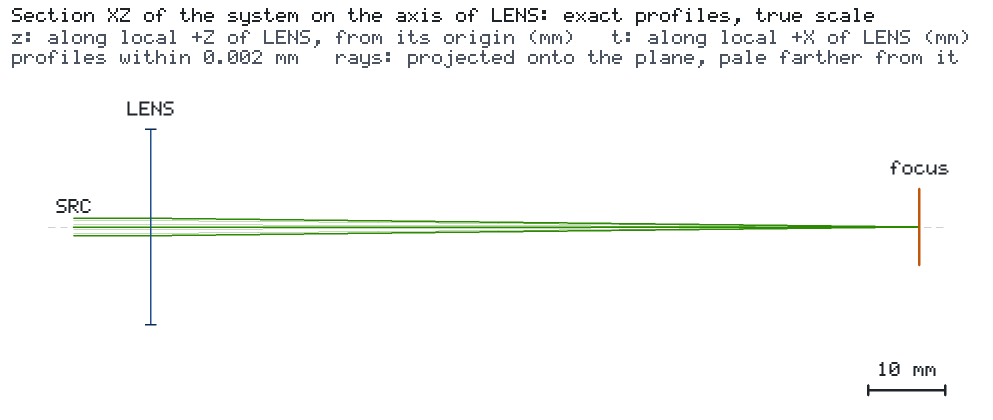 Section XZ of the system on the axis of LENS: exact profiles, true scale
z: along local +Z of LENS, from its origin (mm)   t: along local +X of LENS (mm)
profiles within 0.002 mm   rays: projected onto the plane, pale farther from it
LENS
focus
SRC
10 mm